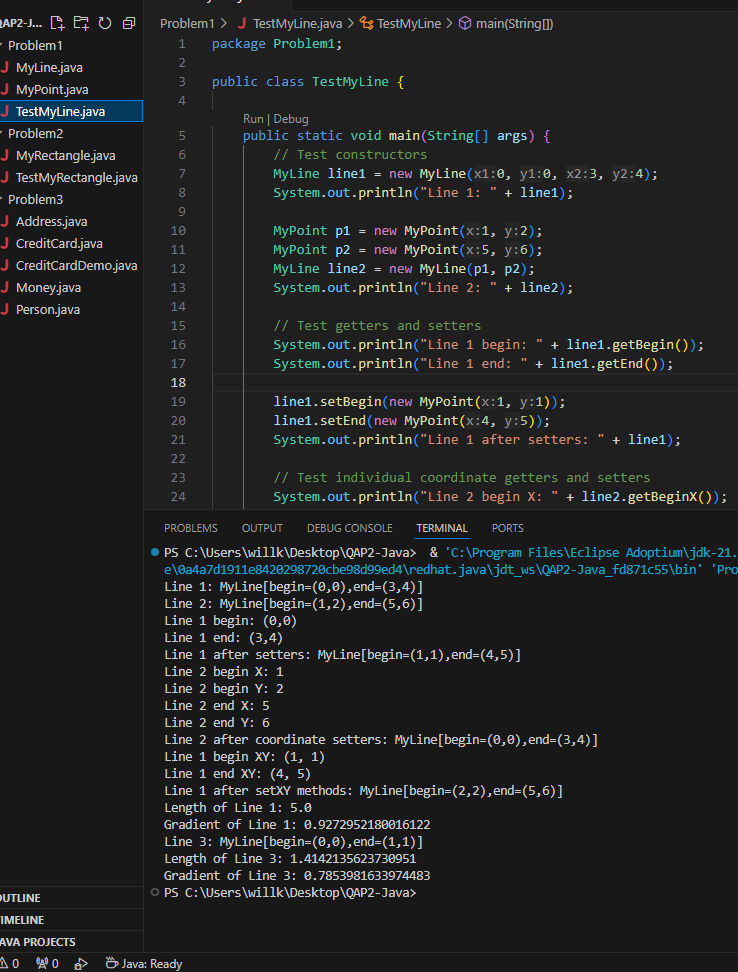 QAP2-J...
Problem1
MyLine.java
MyPoint.java
TestMyLine.java
Problem2
MyRectangle.java
TestMyRectangle.java
Problem3
Address.java
CreditCard.java
CreditCardDemo.java
Money.java
Person.java
OUTLINE
TIMELINE
JAVA PROJECTS
Problem1 > TestMyLine.java > TestMyLine > main(String[])
1 package Problem1;
2
3 public class TestMyLine {
4
Run | Debug
5 public static void main(String[] args) {
6 // Test constructors
7 MyLine line1 = new MyLine(x1:0, y1:0, x2:3, y2:4);
8 System.out.println("Line 1: " + line1);
9
10 MyPoint p1 = new MyPoint(x:1, y:2);
11 MyPoint p2 = new MyPoint(x:5, y:6);
12 MyLine line2 = new MyLine(p1, p2);
13 System.out.println("Line 2: " + line2);
14
15 // Test getters and setters
16 System.out.println("Line 1 begin: " + line1.getBegin());
17 System.out.println("Line 1 end: " + line1.getEnd());
18
19 line1.setBegin(new MyPoint(x:1, y:1));
20 line1.setEnd(new MyPoint(x:4, y:5));
21 System.out.println("Line 1 after setters: " + line1);
22
23 // Test individual coordinate getters and setters
24 System.out.println("Line 2 begin X: " + line2.getBeginX());
PROBLEMS OUTPUT DEBUG CONSOLE TERMINAL PORTS
PS C:\Users\willk\Desktop\QAP2-Java> & 'C:\Program Files\Eclipse Adoptium\jdk-21.
e\0a4a7d1911e8420298720cbe98d99ed4\redhat.java\jdt_ws\QAP2-Java_fd871c55\bin' 'Pro
Line 1: MyLine[begin=(0,0),end=(3,4)]
Line 2: MyLine[begin=(1,2),end=(5,6)]
Line 1 begin: (0,0)
Line 1 end: (3,4)
Line 1 after setters: MyLine[begin=(1,1),end=(4,5)]
Line 2 begin X: 1
Line 2 begin Y: 2
Line 2 end X: 5
Line 2 end Y: 6
Line 2 after coordinate setters: MyLine[begin=(0,0),end=(3,4)]
Line 1 begin XY: (1, 1)
Line 1 end XY: (4, 5)
Line 1 after setXY methods: MyLine[begin=(2,2),end=(5,6)]
Length of Line 1: 5.0
Gradient of Line 1: 0.9272952180016122
Line 3: MyLine[begin=(0,0),end=(1,1)]
Length of Line 3: 1.4142135623730951
Gradient of Line 3: 0.7853981633974483
PS C:\Users\willk\Desktop\QAP2-Java>
0 0 Java: Ready